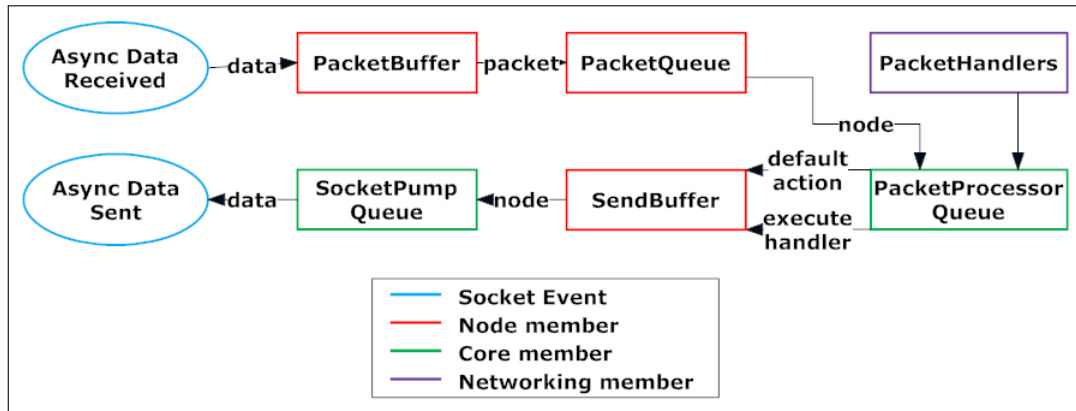 Async Data
Received
data
PacketBuffer
packet
PacketQueue
PacketHandlers
node
Async Data
Sent
data
SocketPump
Queue
node
SendBuffer
default
action
execute
handler
PacketProcessor
Queue
Socket Event
Node member
Core member
Networking member